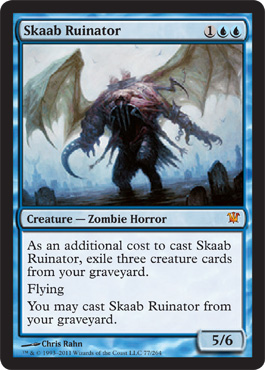 Skaab Ruinator 1
Creature — Zombie Horror
As an additional cost to cast Skaab
Ruinator, exile three creature cards
from your graveyard.
Flying
You may cast Skaab Ruinator from
your graveyard.
5/6
Chris Rahn
™ & © 1993–2011 Wizards of the Coast LLC 77/264